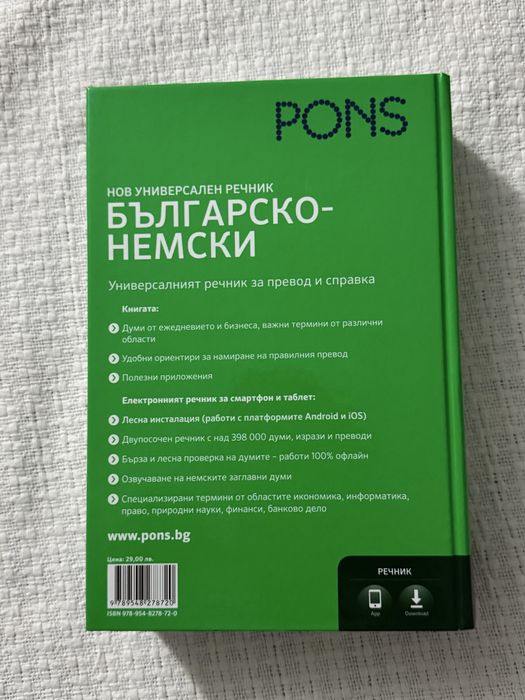 PONS
НОВ УНИВЕРСАЛЕН РЕЧНИК
БЪЛГАРСКО-
НЕМСКИ
Универсалният речник за превод и справка
Книгата:
Думи от ежедневието и бизнеса, важни термини от различни
области
Удобни ориентири за намиране на правилния превод
Полезни приложения
Електронният речник за смартфон и таблет:
Лесна инсталация (работи с платформите Android и iOS)
Двупосочен речник с над 398 000 думи, изрази и преводи
Бърза и лесна проверка на думите – работи 100% офлайн
Озвучаване на немските заглавни думи
Специализирани термини от областите икономика, информатика,
право, природни науки, финанси, банково дело
www.pons.bg
Цена: 29,00 лв.
9 789548 278720
ISBN 978-954-8278-72-0
РЕЧНИК
App
Download